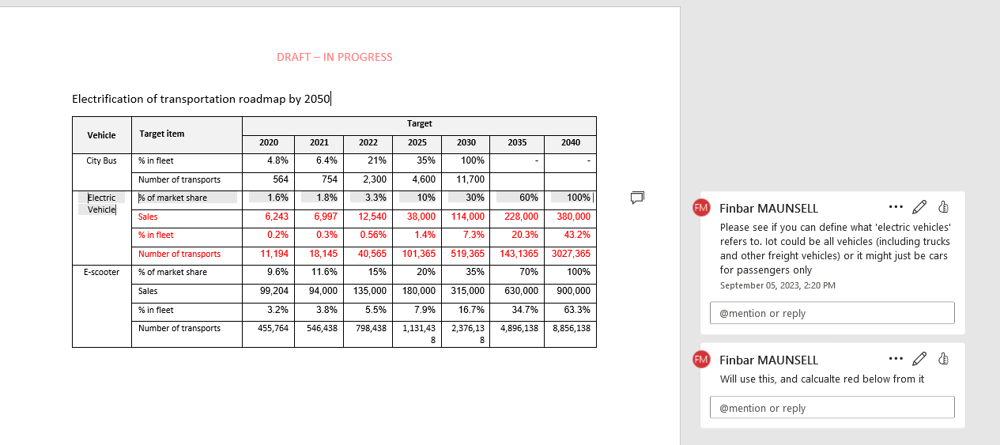 DRAFT – IN PROGRESS
Electrification of transportation roadmap by 2050
Vehicle Target item Target
2020 2021 2022 2025 2030 2035 2040
City Bus % in fleet 4.8% 6.4% 21% 35% 100% - -
Number of transports 564 754 2,300 4,600 11,700
Electric Vehicle % of market share 1.6% 1.8% 3.3% 10% 30% 60% 100%
Sales 6,243 6,997 12,540 38,000 114,000 228,000 380,000
% in fleet 0.2% 0.3% 0.56% 1.4% 7.3% 20.3% 43.2%
Number of transports 11,194 18,145 40,565 101,365 519,365 143,1365 3027,365
E-scooter % of market share 9.6% 11.6% 15% 20% 35% 70% 100%
Sales 99,204 94,000 135,000 180,000 315,000 630,000 900,000
% in fleet 3.2% 3.8% 5.5% 7.9% 16.7% 34.7% 63.3%
Number of transports 455,764 546,438 798,438 1,131,438 2,376,138 4,896,138 8,856,138
FM Finbar MAUNSELL
Please see if you can define what 'electric vehicles'
refers to. Iot could be all vehicles (including trucks
and other freight vehicles) or it might just be cars
for passengers only
September 05, 2023, 2:20 PM
@mention or reply
FM Finbar MAUNSELL
Will use this, and calcualte red below from it
@mention or reply